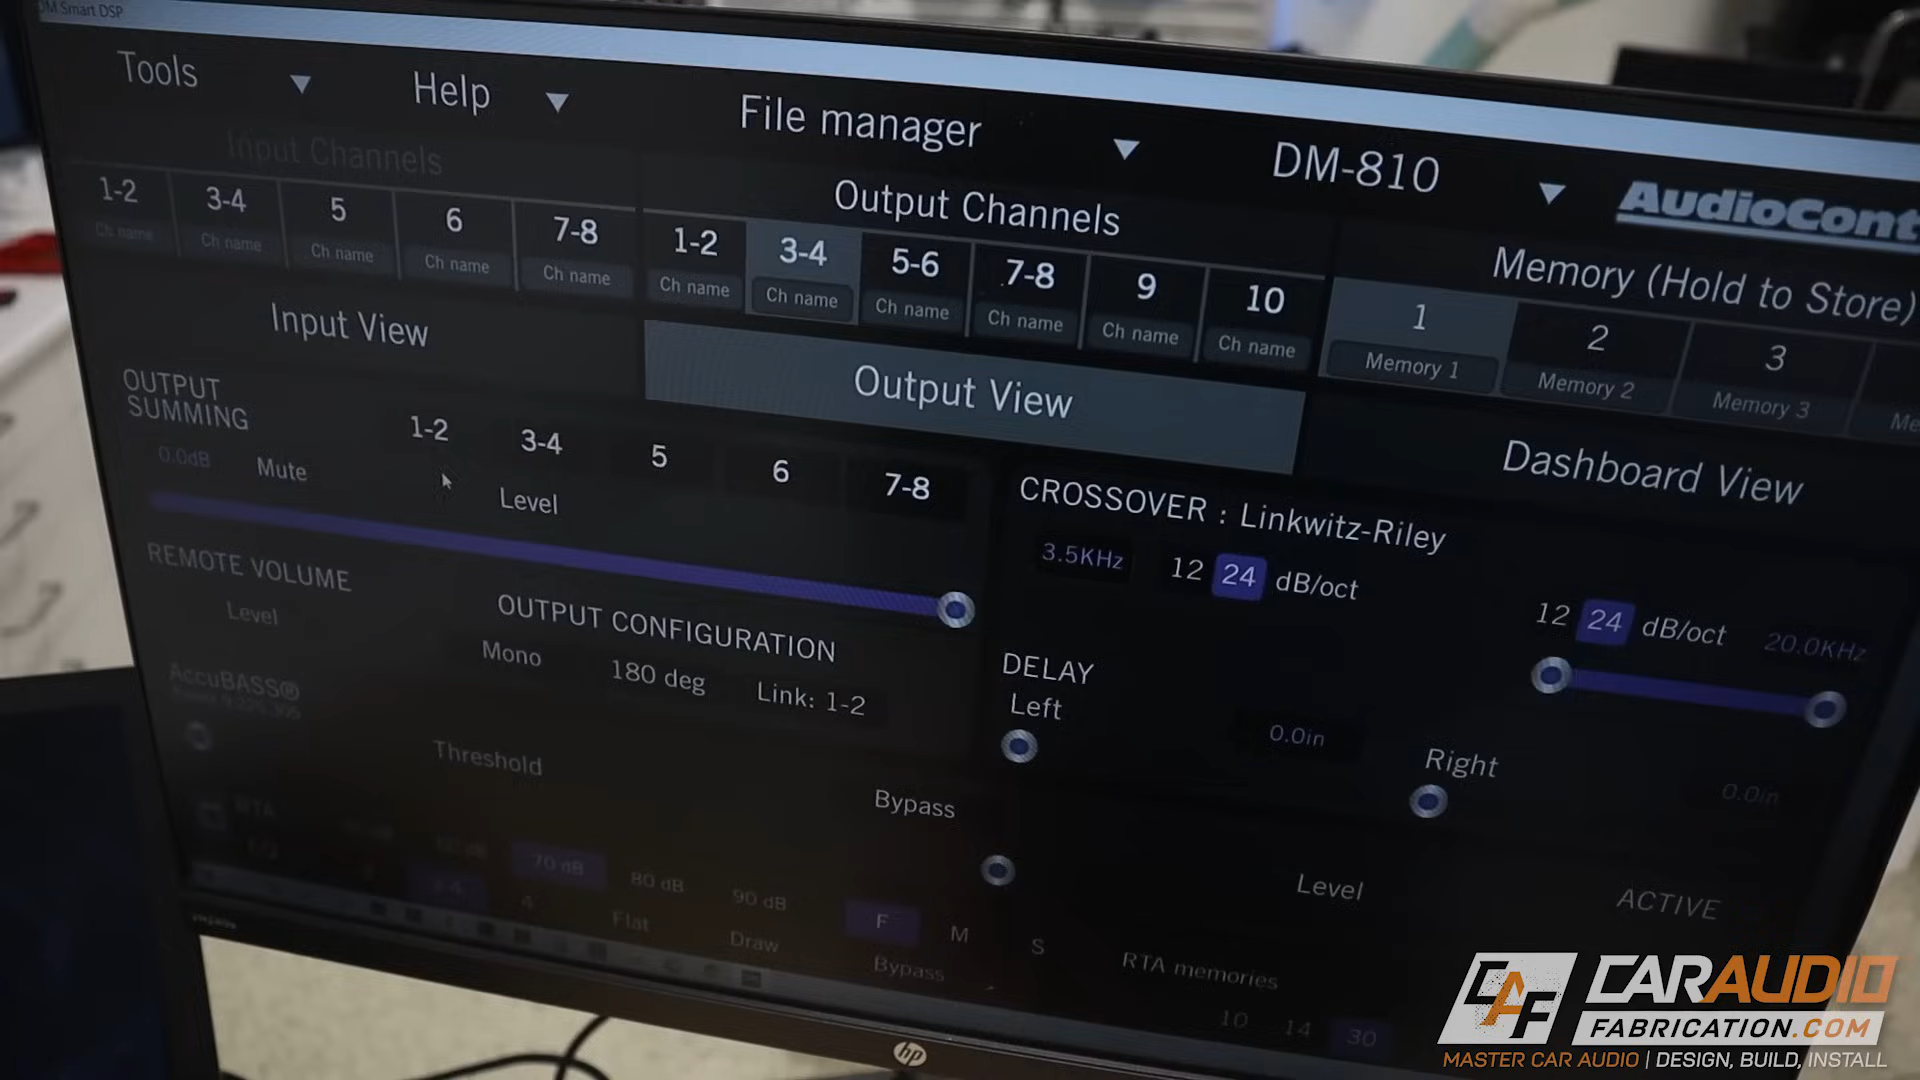 DM Smart DSP
Tools
Help
File manager
DM-810
AudioCont
Input Channels
Output Channels
Memory (Hold to Store)
1-2
3-4
5
6
7-8
1-2
3-4
5-6
7-8
9
10
1
2
3
Ch name
Ch name
Ch name
Ch name
Ch name
Ch name
Ch name
Ch name
Ch name
Ch name
Ch name
Memory 1
Memory 2
Memory 3
Me
Input View
Output View
Dashboard View
OUTPUT
SUMMING
1-2
3-4
5
6
7-8
0.0dB
Mute
Level
CROSSOVER : Linkwitz-Riley
3.5KHz
12 24 dB/oct
12 24 dB/oct
20.0KHz
REMOTE VOLUME
Level
OUTPUT CONFIGURATION
Mono
180 deg
Link: 1-2
DELAY
Left
0.0in
Right
0.0in
AccuBASS®
Threshold
Bypass
Level
ACTIVE
RTA
70 dB
80 dB
90 dB
Flat
Draw
F
M
S
Bypass
RTA memories
10
14
30
hp
CAF
CARAUDIO
FABRICATION.COM
MASTER CAR AUDIO | DESIGN, BUILD, INSTALL